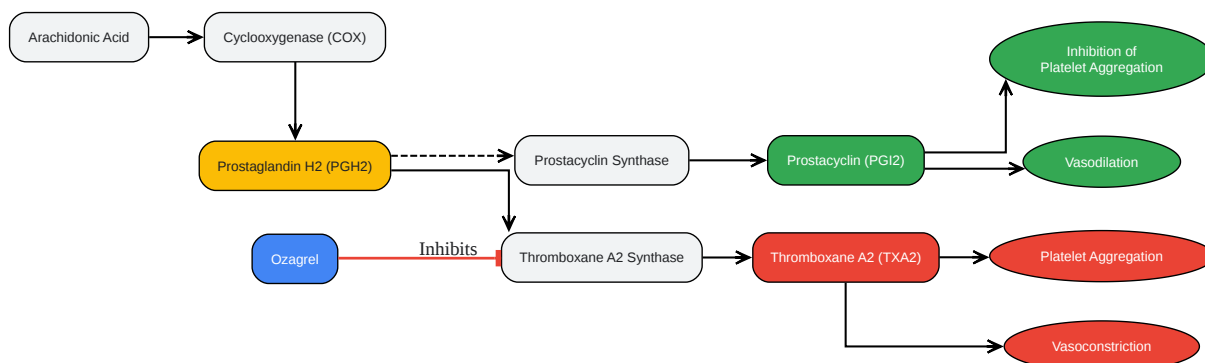 Arachidonic Acid
Cyclooxygenase (COX)
Inhibition of
Platelet Aggregation
Prostaglandin H2 (PGH2)
Prostacyclin Synthase
Prostacyclin (PGI2)
Vasodilation
Ozagrel
Inhibits
Thromboxane A2 Synthase
Thromboxane A2 (TXA2)
Platelet Aggregation
Vasoconstriction